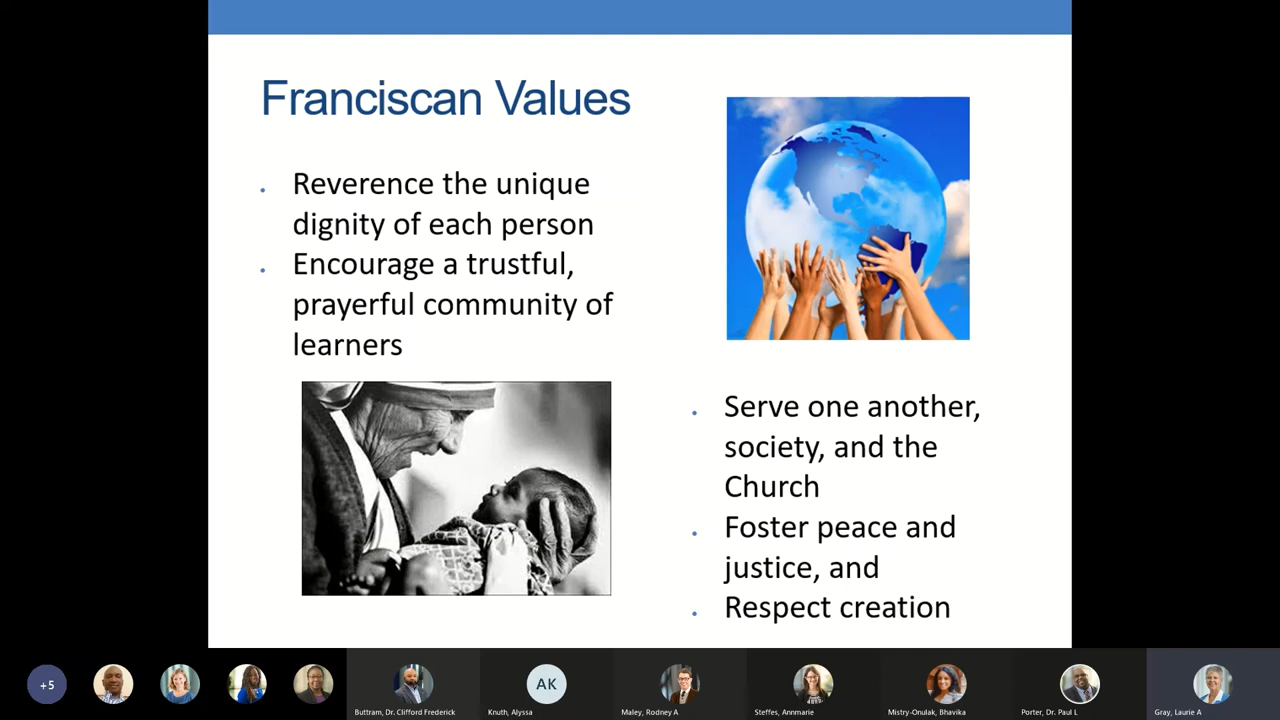 Franciscan Values
Reverence the unique
dignity of each person
Encourage a trustful,
prayerful community of
learners
Serve one another,
society, and the
Church
Foster peace and
justice, and
Respect creation
+5
Buttram, Dr. Clifford Frederick
AK
Knuth, Alyssa
Maley, Rodney A
Steffes, Annmarie
Mistry-Onulak, Bhavika
Porter, Dr. Paul L
Gray, Laurie A